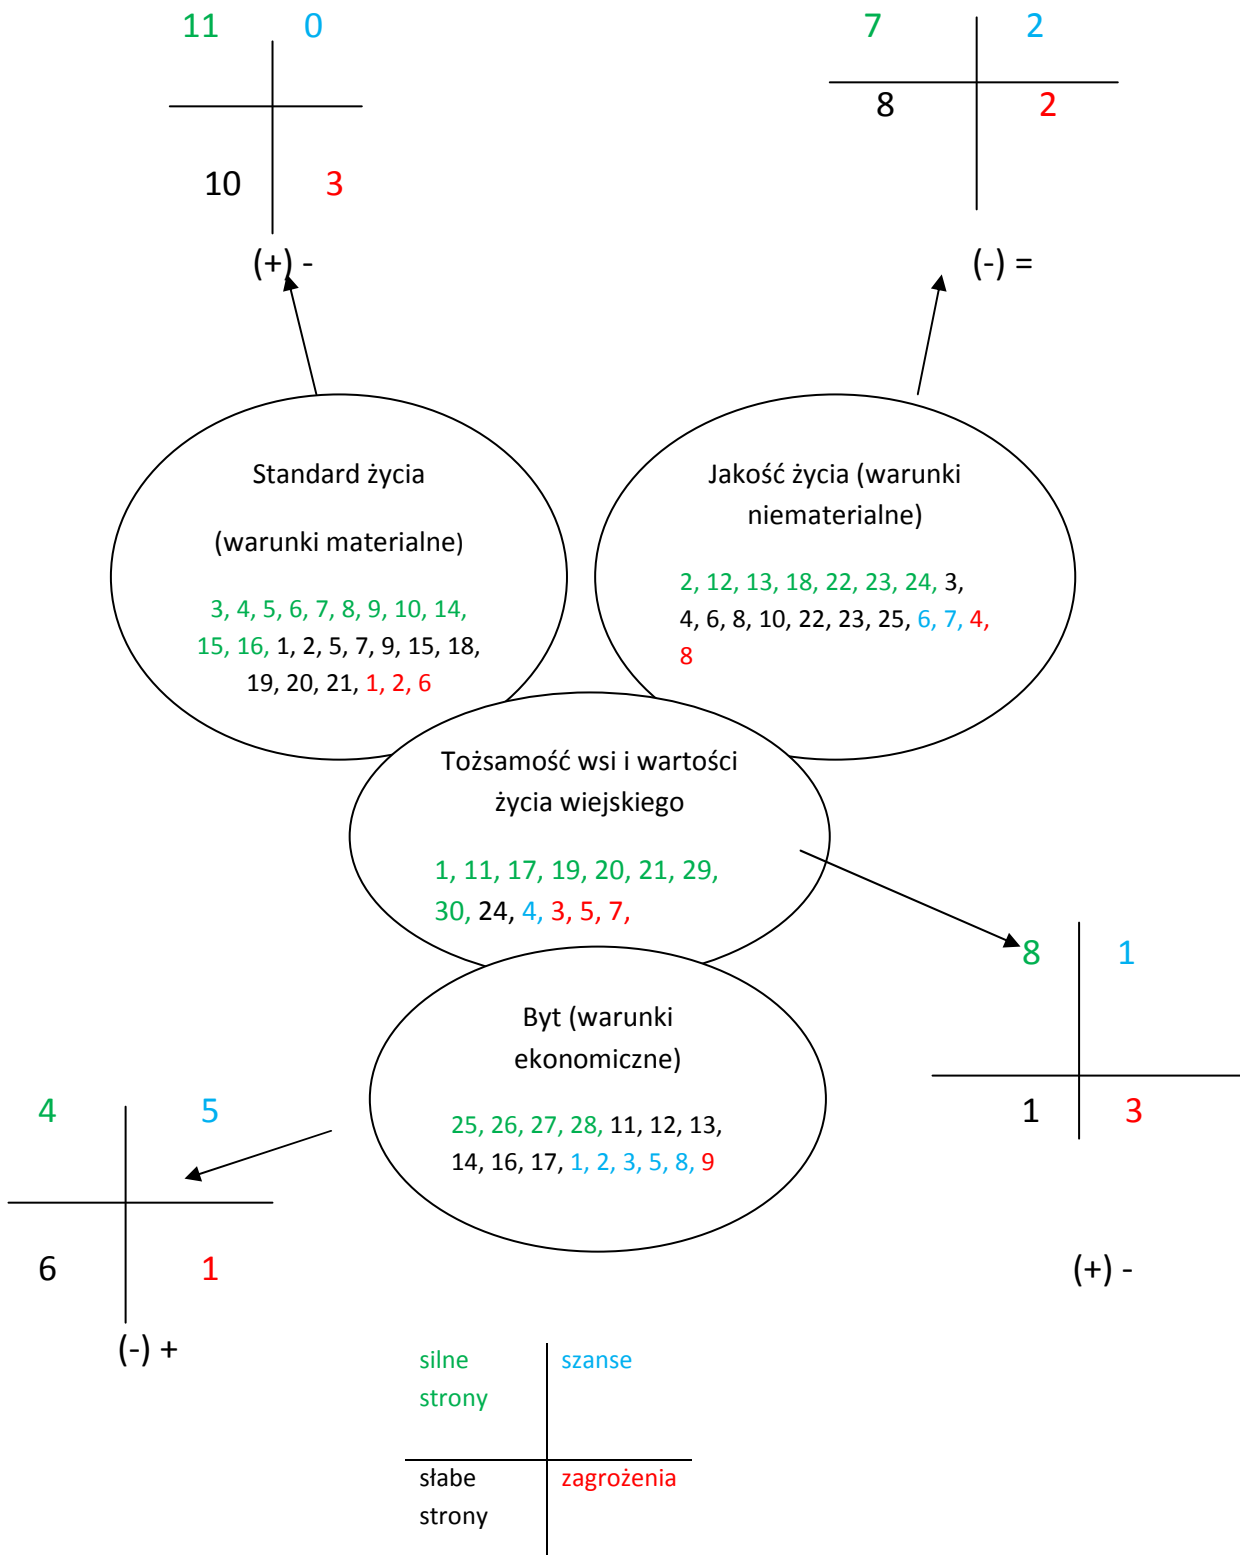 11 0
7 2
8 2
10 3
(+) -
(-) =
Standard życia
(warunki materialne)
3, 4, 5, 6, 7, 8, 9, 10, 14,
15, 16, 1, 2, 5, 7, 9, 15, 18,
19, 20, 21, 1, 2, 6
Jakość życia (warunki
niematerialne)
2, 12, 13, 18, 22, 23, 24, 3,
4, 6, 8, 10, 22, 23, 25, 6, 7, 4,
8
Tożsamość wsi i wartości
życia wiejskiego
1, 11, 17, 19, 20, 21, 29,
30, 24, 4, 3, 5, 7,
8 1
1 3
(+) -
Byt (warunki
ekonomiczne)
25, 26, 27, 28, 11, 12, 13,
14, 16, 17, 1, 2, 3, 5, 8, 9
4 5
6 1
(-) +
silne
strony
szanse
słabe
strony
zagrożenia